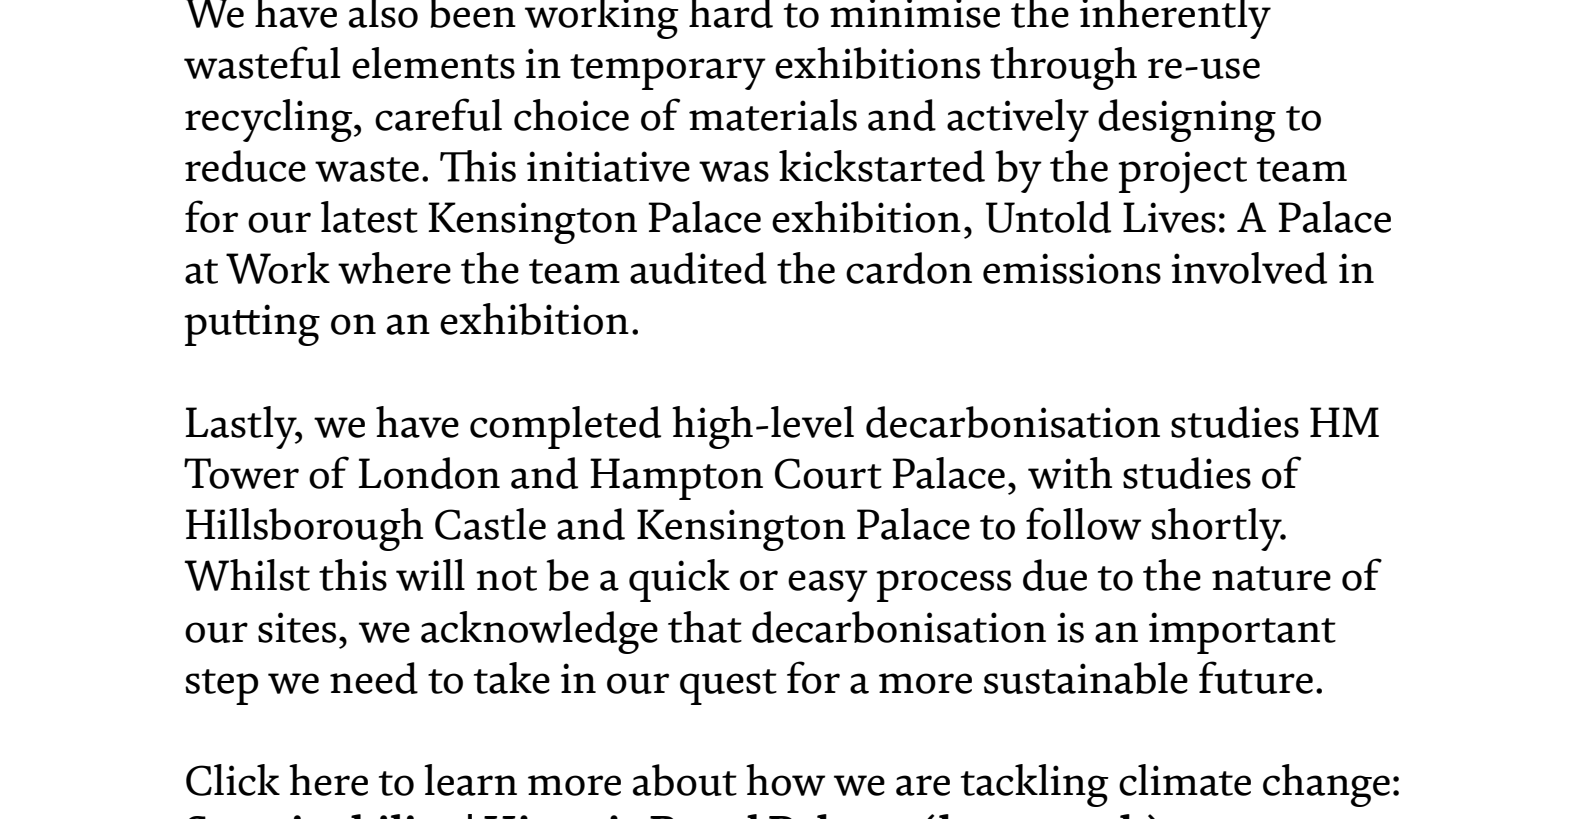 We have also been working hard to minimise the inherently
wasteful elements in temporary exhibitions through re-use
recycling, careful choice of materials and actively designing to
reduce waste. This initiative was kickstarted by the project team
for our latest Kensington Palace exhibition, Untold Lives: A Palace
at Work where the team audited the cardon emissions involved in
putting on an exhibition.
Lastly, we have completed high-level decarbonisation studies HM
Tower of London and Hampton Court Palace, with studies of
Hillsborough Castle and Kensington Palace to follow shortly.
Whilst this will not be a quick or easy process due to the nature of
our sites, we acknowledge that decarbonisation is an important
step we need to take in our quest for a more sustainable future.
Click here to learn more about how we are tackling climate change: